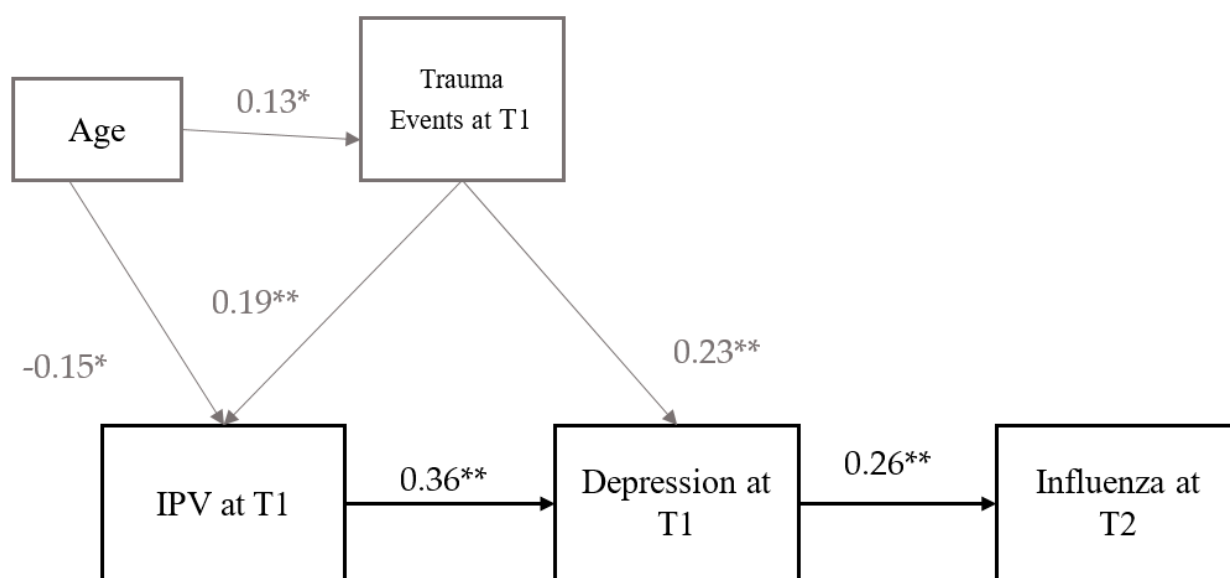 Trauma
Events at T1
Age
0.13*
0.19**
-0.15*
0.23**
IPV at T1
0.36**
Depression at
T1
0.26**
Influenza at
T2